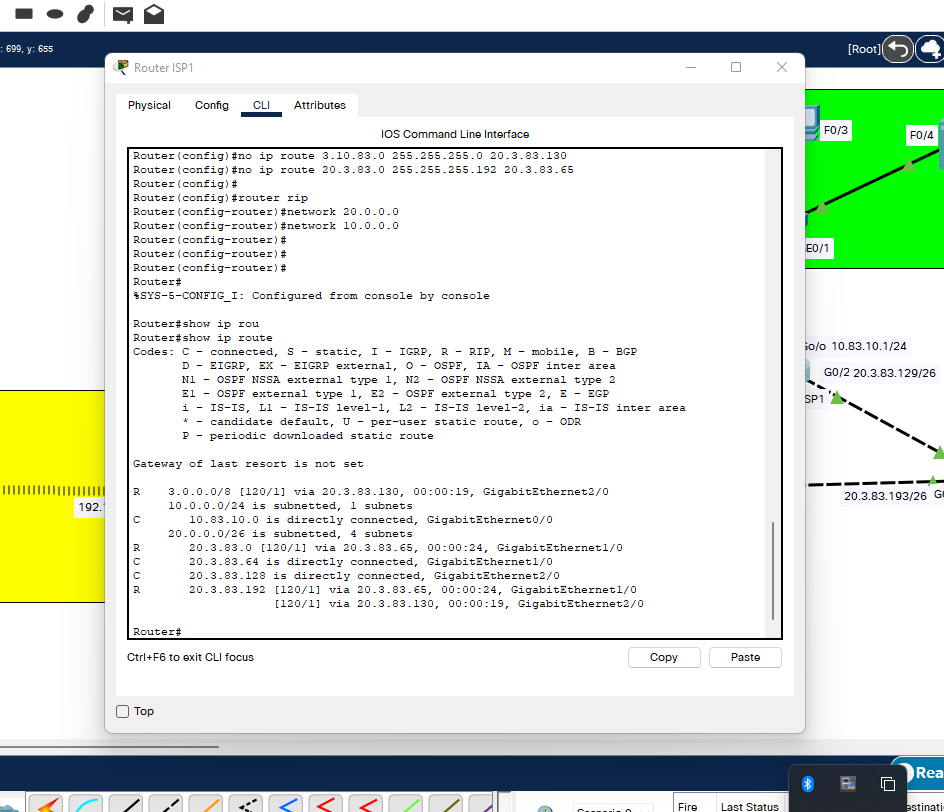 : 699, y: 655
[Root]
Router ISP1
Physical Config CLI Attributes
IOS Command Line Interface
Router(config)#no ip route 3.10.83.0 255.255.255.0 20.3.83.130
Router(config)#no ip route 20.3.83.0 255.255.255.192 20.3.83.65
Router(config)#
Router(config)#router rip
Router(config-router)#network 20.0.0.0
Router(config-router)#network 10.0.0.0
Router(config-router)#
Router(config-router)#
Router(config-router)#
Router#
%SYS-5-CONFIG_I: Configured from console by console
Router#show ip rou
Router#show ip route
Codes: C - connected, S - static, I - IGRP, R - RIP, M - mobile, B - BGP
D - EIGRP, EX - EIGRP external, O - OSPF, IA - OSPF inter area
N1 - OSPF NSSA external type 1, N2 - OSPF NSSA external type 2
E1 - OSPF external type 1, E2 - OSPF external type 2, E - EGP
i - IS-IS, L1 - IS-IS level-1, L2 - IS-IS level-2, ia - IS-IS inter area
* - candidate default, U - per-user static route, o - ODR
P - periodic downloaded static route
Gateway of last resort is not set
R 3.0.0.0/8 [120/1] via 20.3.83.130, 00:00:19, GigabitEthernet2/0
10.0.0.0/24 is subnetted, 1 subnets
C 10.83.10.0 is directly connected, GigabitEthernet0/0
20.0.0.0/26 is subnetted, 4 subnets
R 20.3.83.0 [120/1] via 20.3.83.65, 00:00:24, GigabitEthernet1/0
C 20.3.83.64 is directly connected, GigabitEthernet1/0
C 20.3.83.128 is directly connected, GigabitEthernet2/0
R 20.3.83.192 [120/1] via 20.3.83.65, 00:00:24, GigabitEthernet1/0
[120/1] via 20.3.83.130, 00:00:19, GigabitEthernet2/0
Router#
Ctrl+F6 to exit CLI focus
Copy Paste
Top
F0/3
F0/4
E0/1
Go/o 10.83.10.1/24
G0/2 20.3.83.129/26
SP1
20.3.83.193/26 G
192.
Rea
Fire Last Status